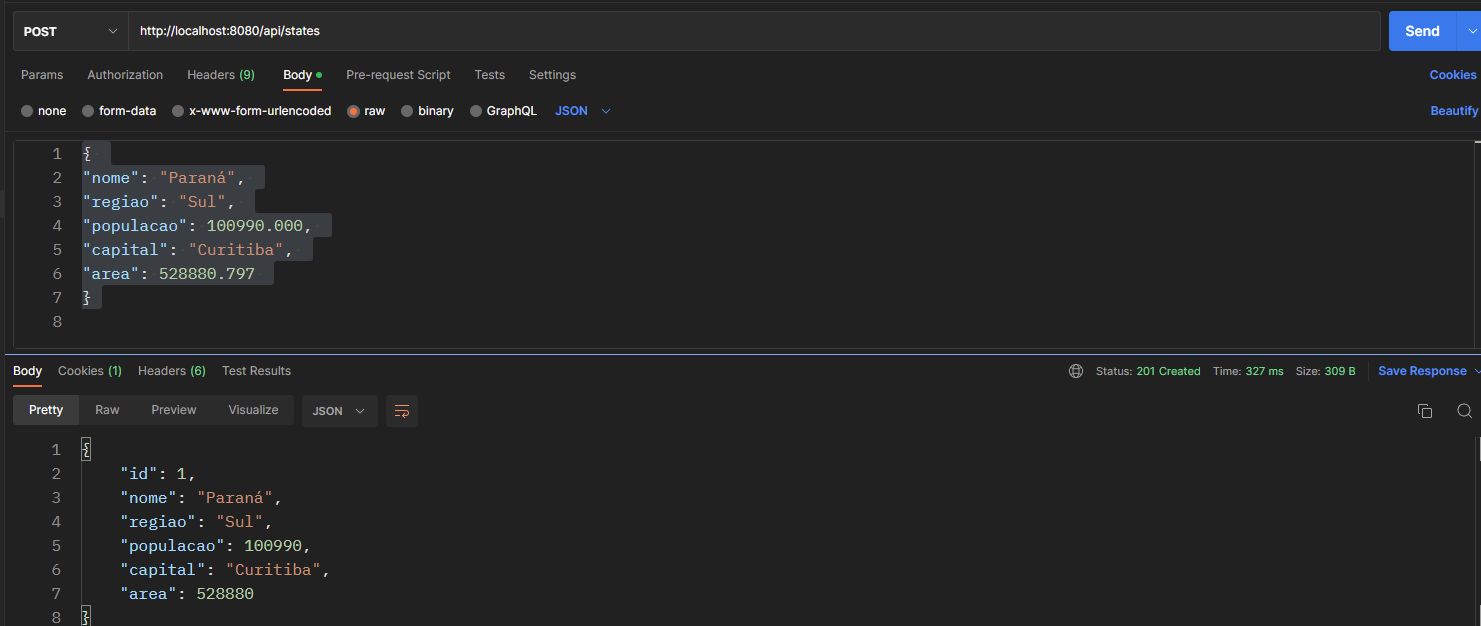 POST http://localhost:8080/api/states Send
Params Authorization Headers (9) Body Pre-request Script Tests Settings Cookies
none form-data x-www-form-urlencoded raw binary GraphQL JSON Beautify
1 {
2 "nome": "Paraná",
3 "regiao": "Sul",
4 "populacao": 100990.000,
5 "capital": "Curitiba",
6 "area": 528880.797
7 }
8
Body Cookies (1) Headers (6) Test Results Status: 201 Created Time: 327 ms Size: 309 B Save Response
Pretty Raw Preview Visualize JSON
1 {
2 "id": 1,
3 "nome": "Paraná",
4 "regiao": "Sul",
5 "populacao": 100990,
6 "capital": "Curitiba",
7 "area": 528880
8 }